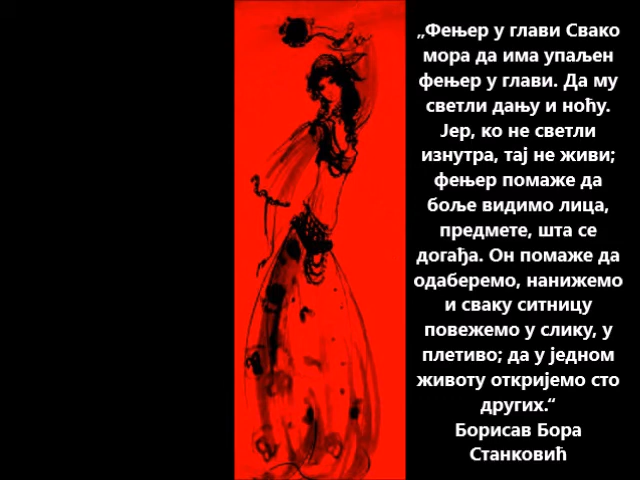 „Фењер у глави Свако
мора да има упаљен
фењер у глави. Да му
светли дању и ноћу.
Јер, ко не светли
изнутра, тај не живи;
фењер помаже да
боље видимо лица,
предмете, шта се
догађа. Он помаже да
одаберемо, нанижемо
и сваку ситницу
повежемо у слику, у
плетиво; да у једном
животу откријемо сто
других.“
Борисав Бора
Станковић